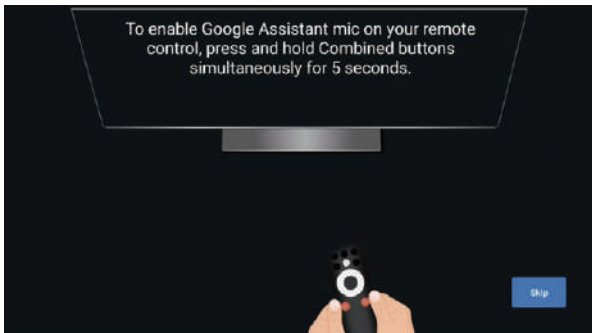 To enable Google Assistant mic on your remote
control, press and hold Combined buttons
simultaneously for 5 seconds.
Skip